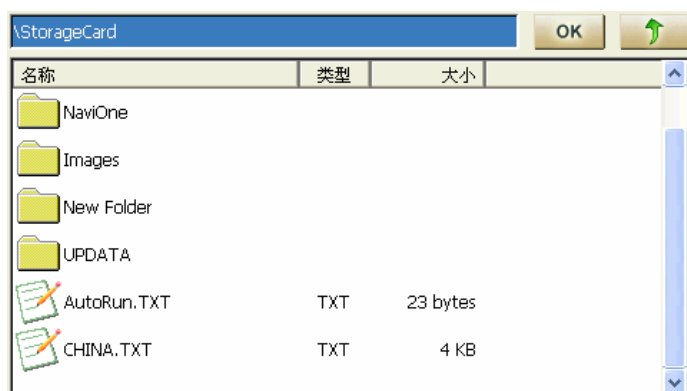 \StorageCard OK
名称 类型 大小
NaviOne
Images
New Folder
UPDATA
AutoRun.TXT TXT 23 bytes
CHINA.TXT TXT 4 KB